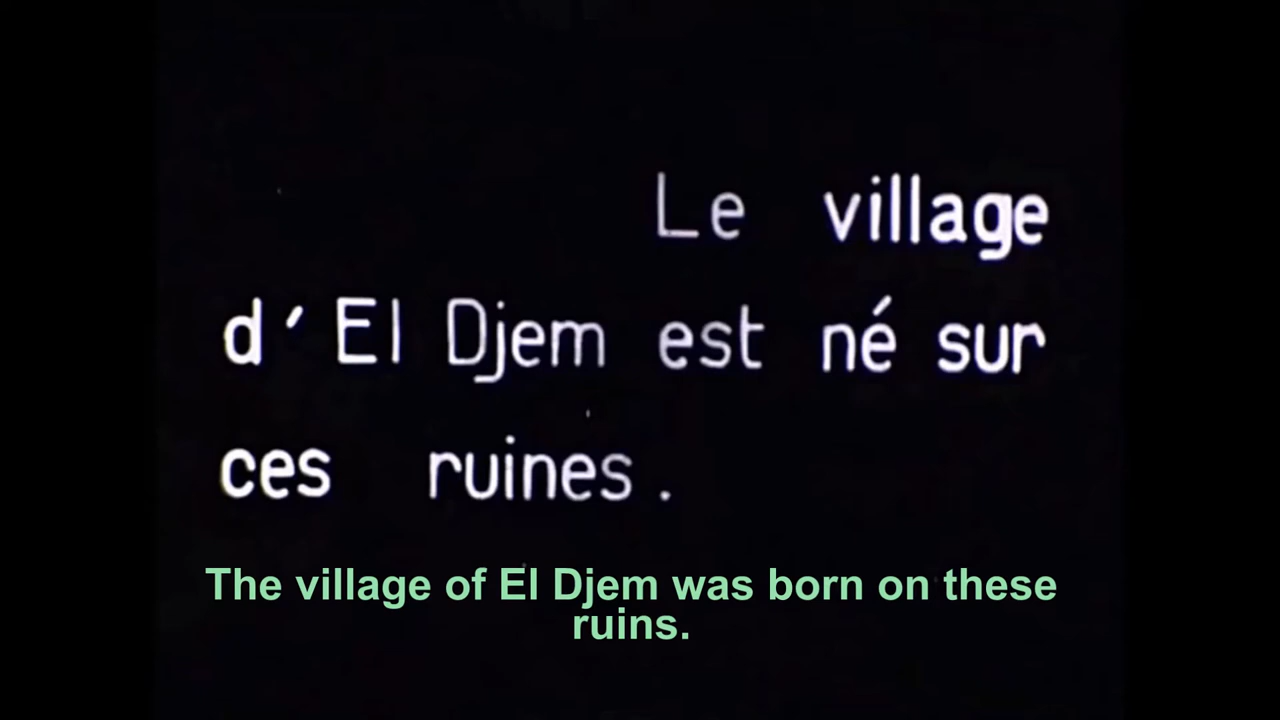 Le village
d'El Djem est né sur
ces ruines.
The village of El Djem was born on these
ruins.